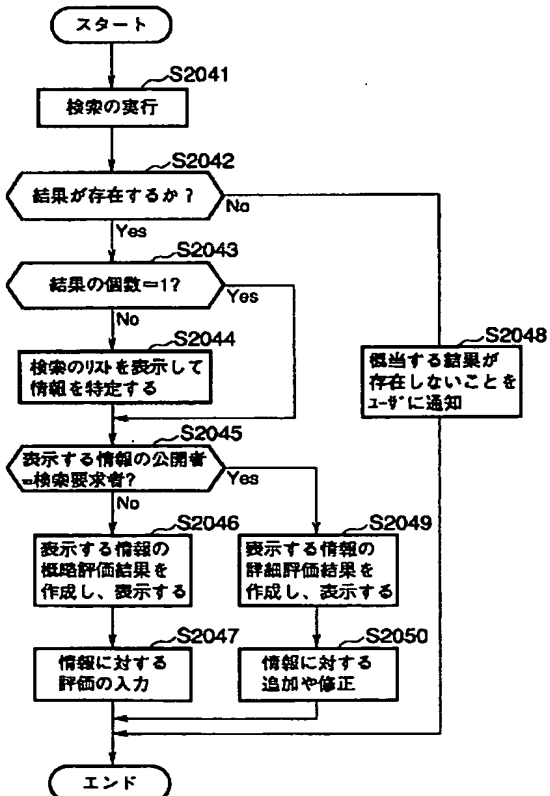 スタート
S2041
検索の実行
S2042
結果が存在するか?
No
Yes
S2043
結果の個数=1?
Yes
No
S2044
検索のリストを表示して
情報を特定する
S2048
概当する結果が
存在しないことを
ユーザに通知
S2045
表示する情報の公開者
=検索要求者?
Yes
No
S2046
表示する情報の
概略評価結果を
作成し、表示する
S2049
表示する情報の
詳細評価結果を
作成し、表示する
S2047
情報に対する
評価の入力
S2050
情報に対する
追加や修正
エンド